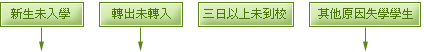 新生未入學
轉出未轉入
三日以上未到校
其他原因失學學生